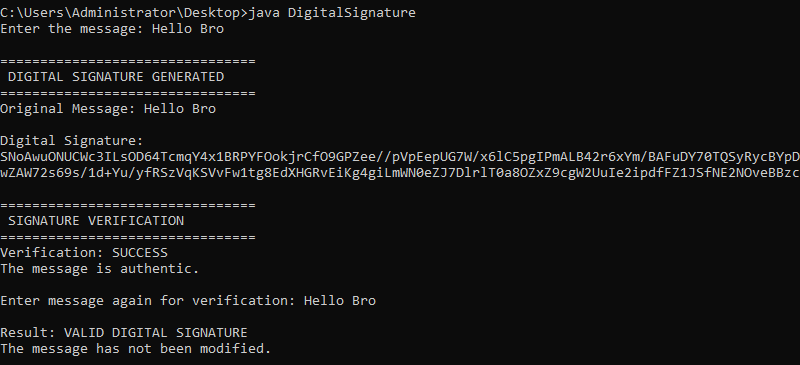 C:\Users\Administrator\Desktop>java DigitalSignature
Enter the message: Hello Bro
================================
DIGITAL SIGNATURE GENERATED
================================
Original Message: Hello Bro
Digital Signature:
SNoAwuONUCWc3ILsOD64TcmqY4x1BRPYFOokjrCfO9GPZee//pVpEepUG7W/x6lC5pgIPmALB42r6xYm/BAFuDY70TQSyRycBYpD
wZAW72s69s/1d+Yu/yfRSzVqKSVvFw1tg8EdXHGRvEiKg4giLmWN0eZJ7DlrlT0a8OZxZ9cgW2UuIe2ipdfFZ1JSfNE2NOveBBzc
================================
SIGNATURE VERIFICATION
================================
Verification: SUCCESS
The message is authentic.
Enter message again for verification: Hello Bro
Result: VALID DIGITAL SIGNATURE
The message has not been modified.